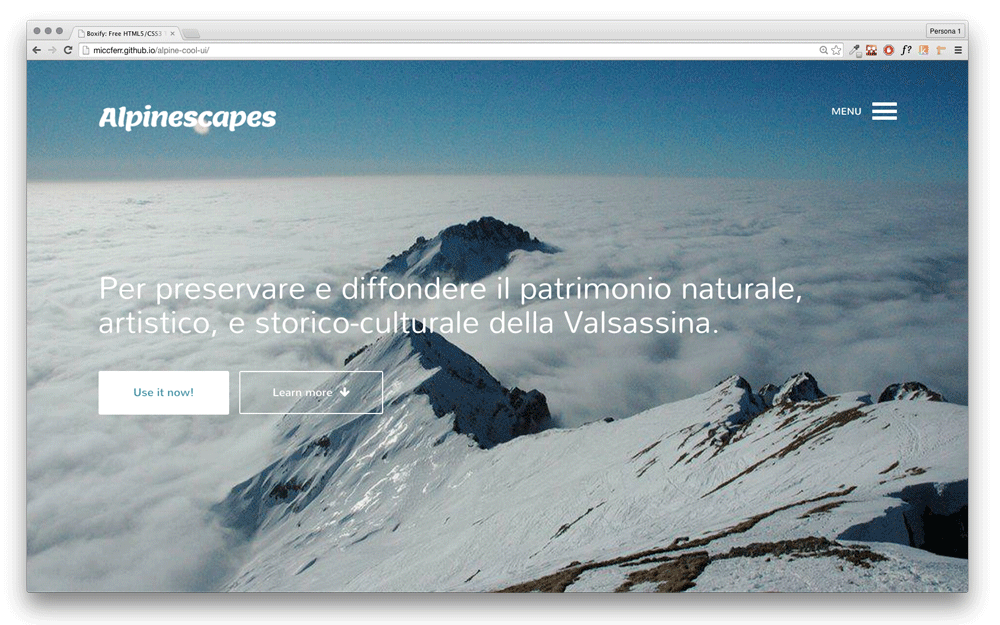 Boxify: Free HTML5/CSS3
Persona 1
miccferr.github.io/alpine-cool-ui/
f?
Alpinescapes
MENU
Per preservare e diffondere il patrimonio naturale,
artistico, e storico-culturale della Valsassina.
Use it now!
Learn more